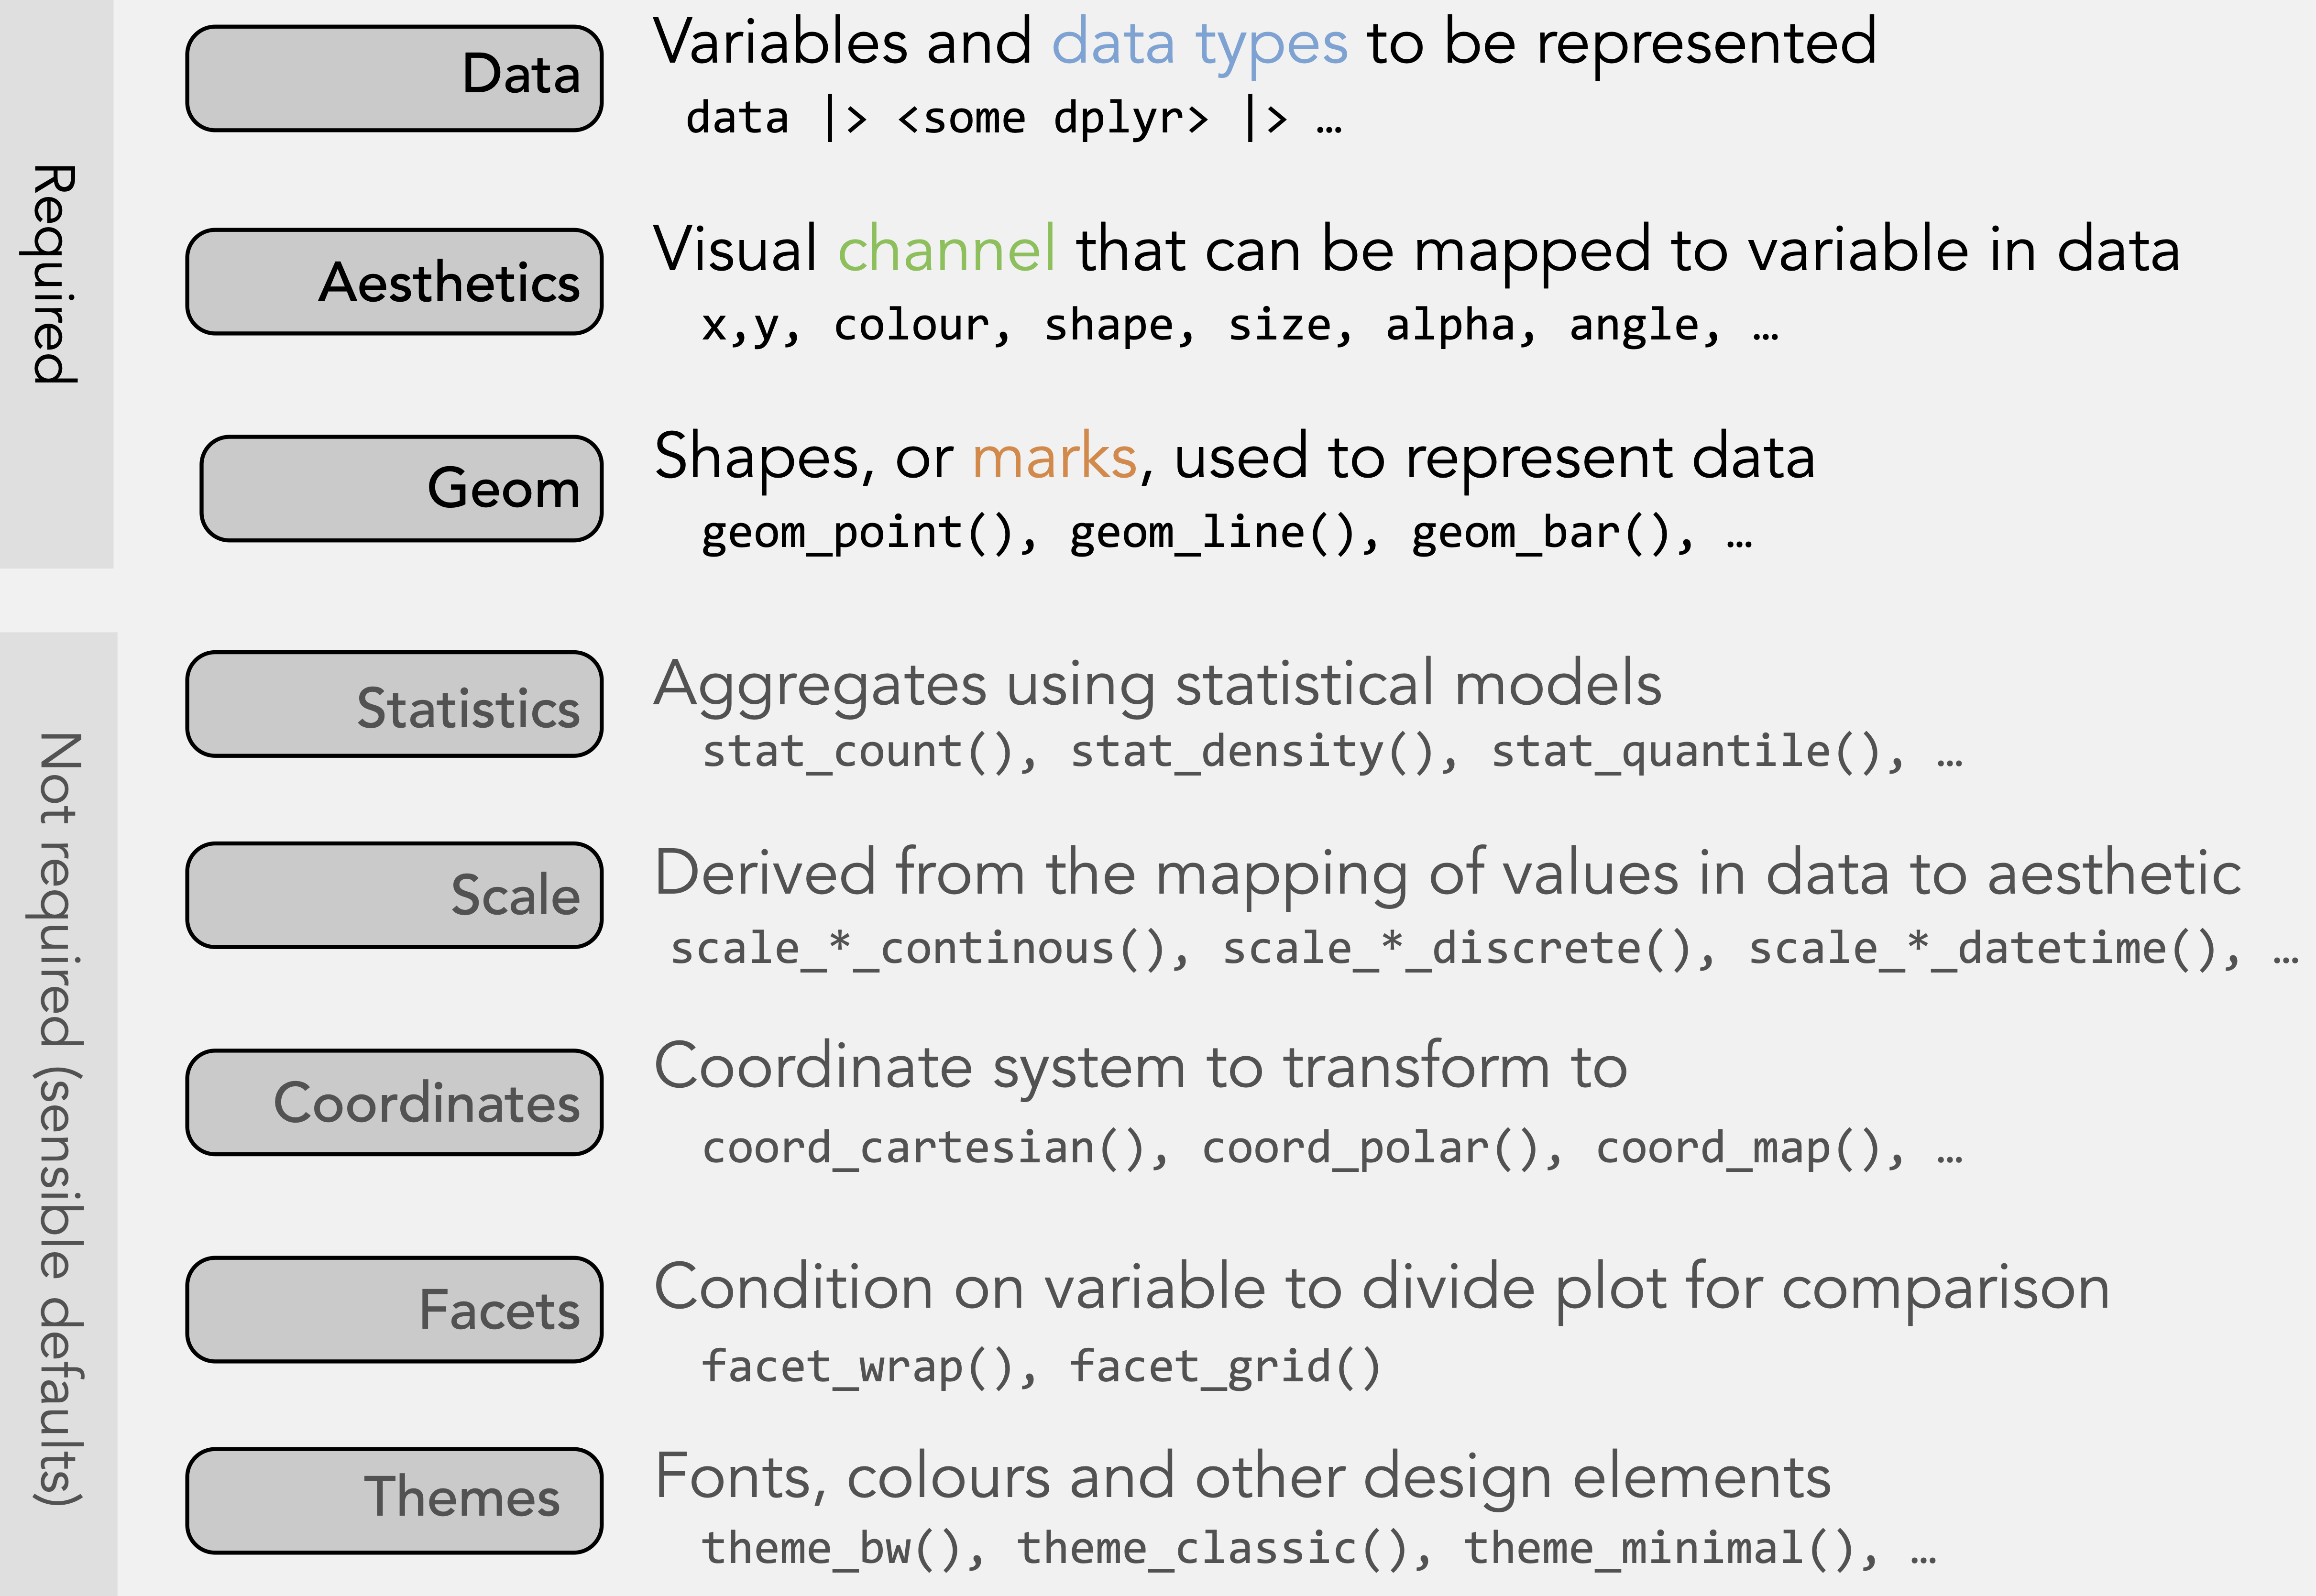 Required
Data
Variables and data types to be represented
data |> <some dplyr> |> …
Aesthetics
Visual channel that can be mapped to variable in data
x,y, colour, shape, size, alpha, angle, …
Geom
Shapes, or marks, used to represent data
geom_point(), geom_line(), geom_bar(), …
Not required (sensible defaults)
Statistics
Aggregates using statistical models
stat_count(), stat_density(), stat_quantile(), …
Scale
Derived from the mapping of values in data to aesthetic
scale_*_continous(), scale_*_discrete(), scale_*_datetime(), …
Coordinates
Coordinate system to transform to
coord_cartesian(), coord_polar(), coord_map(), …
Facets
Condition on variable to divide plot for comparison
facet_wrap(), facet_grid()
Themes
Fonts, colours and other design elements
theme_bw(), theme_classic(), theme_minimal(), …